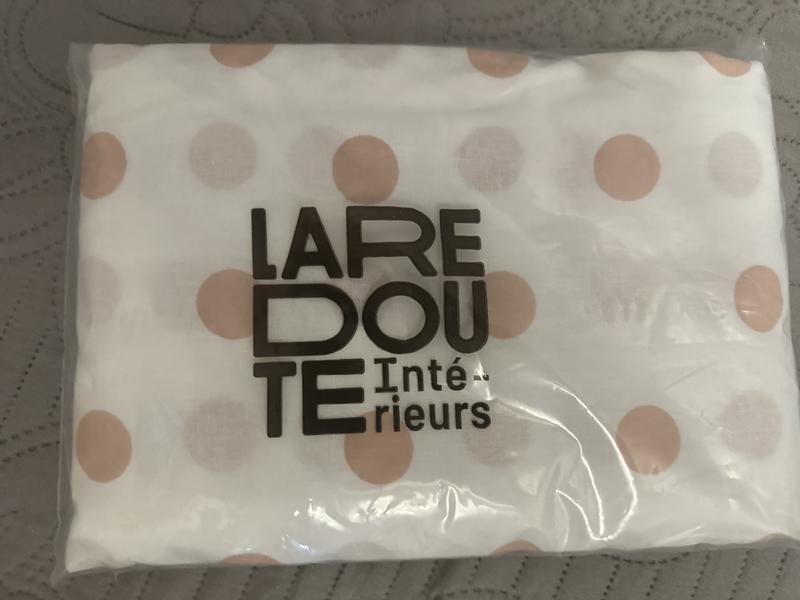 LARE
DOU
TE Inté-
rieurs